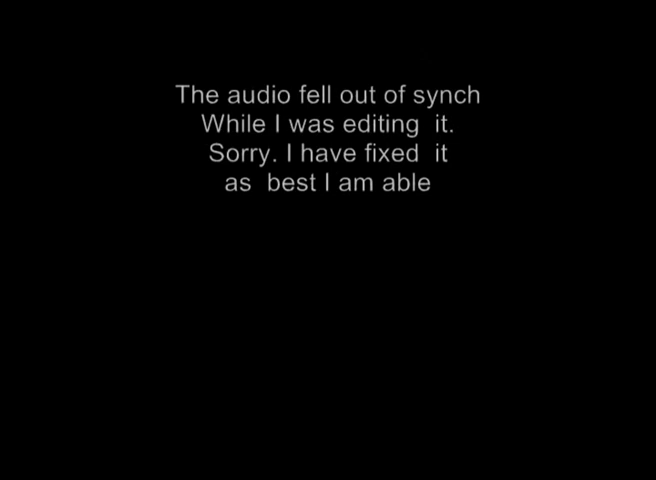 The audio fell out of synch
While I was editing  it.
Sorry. I have fixed  it
as  best I am able